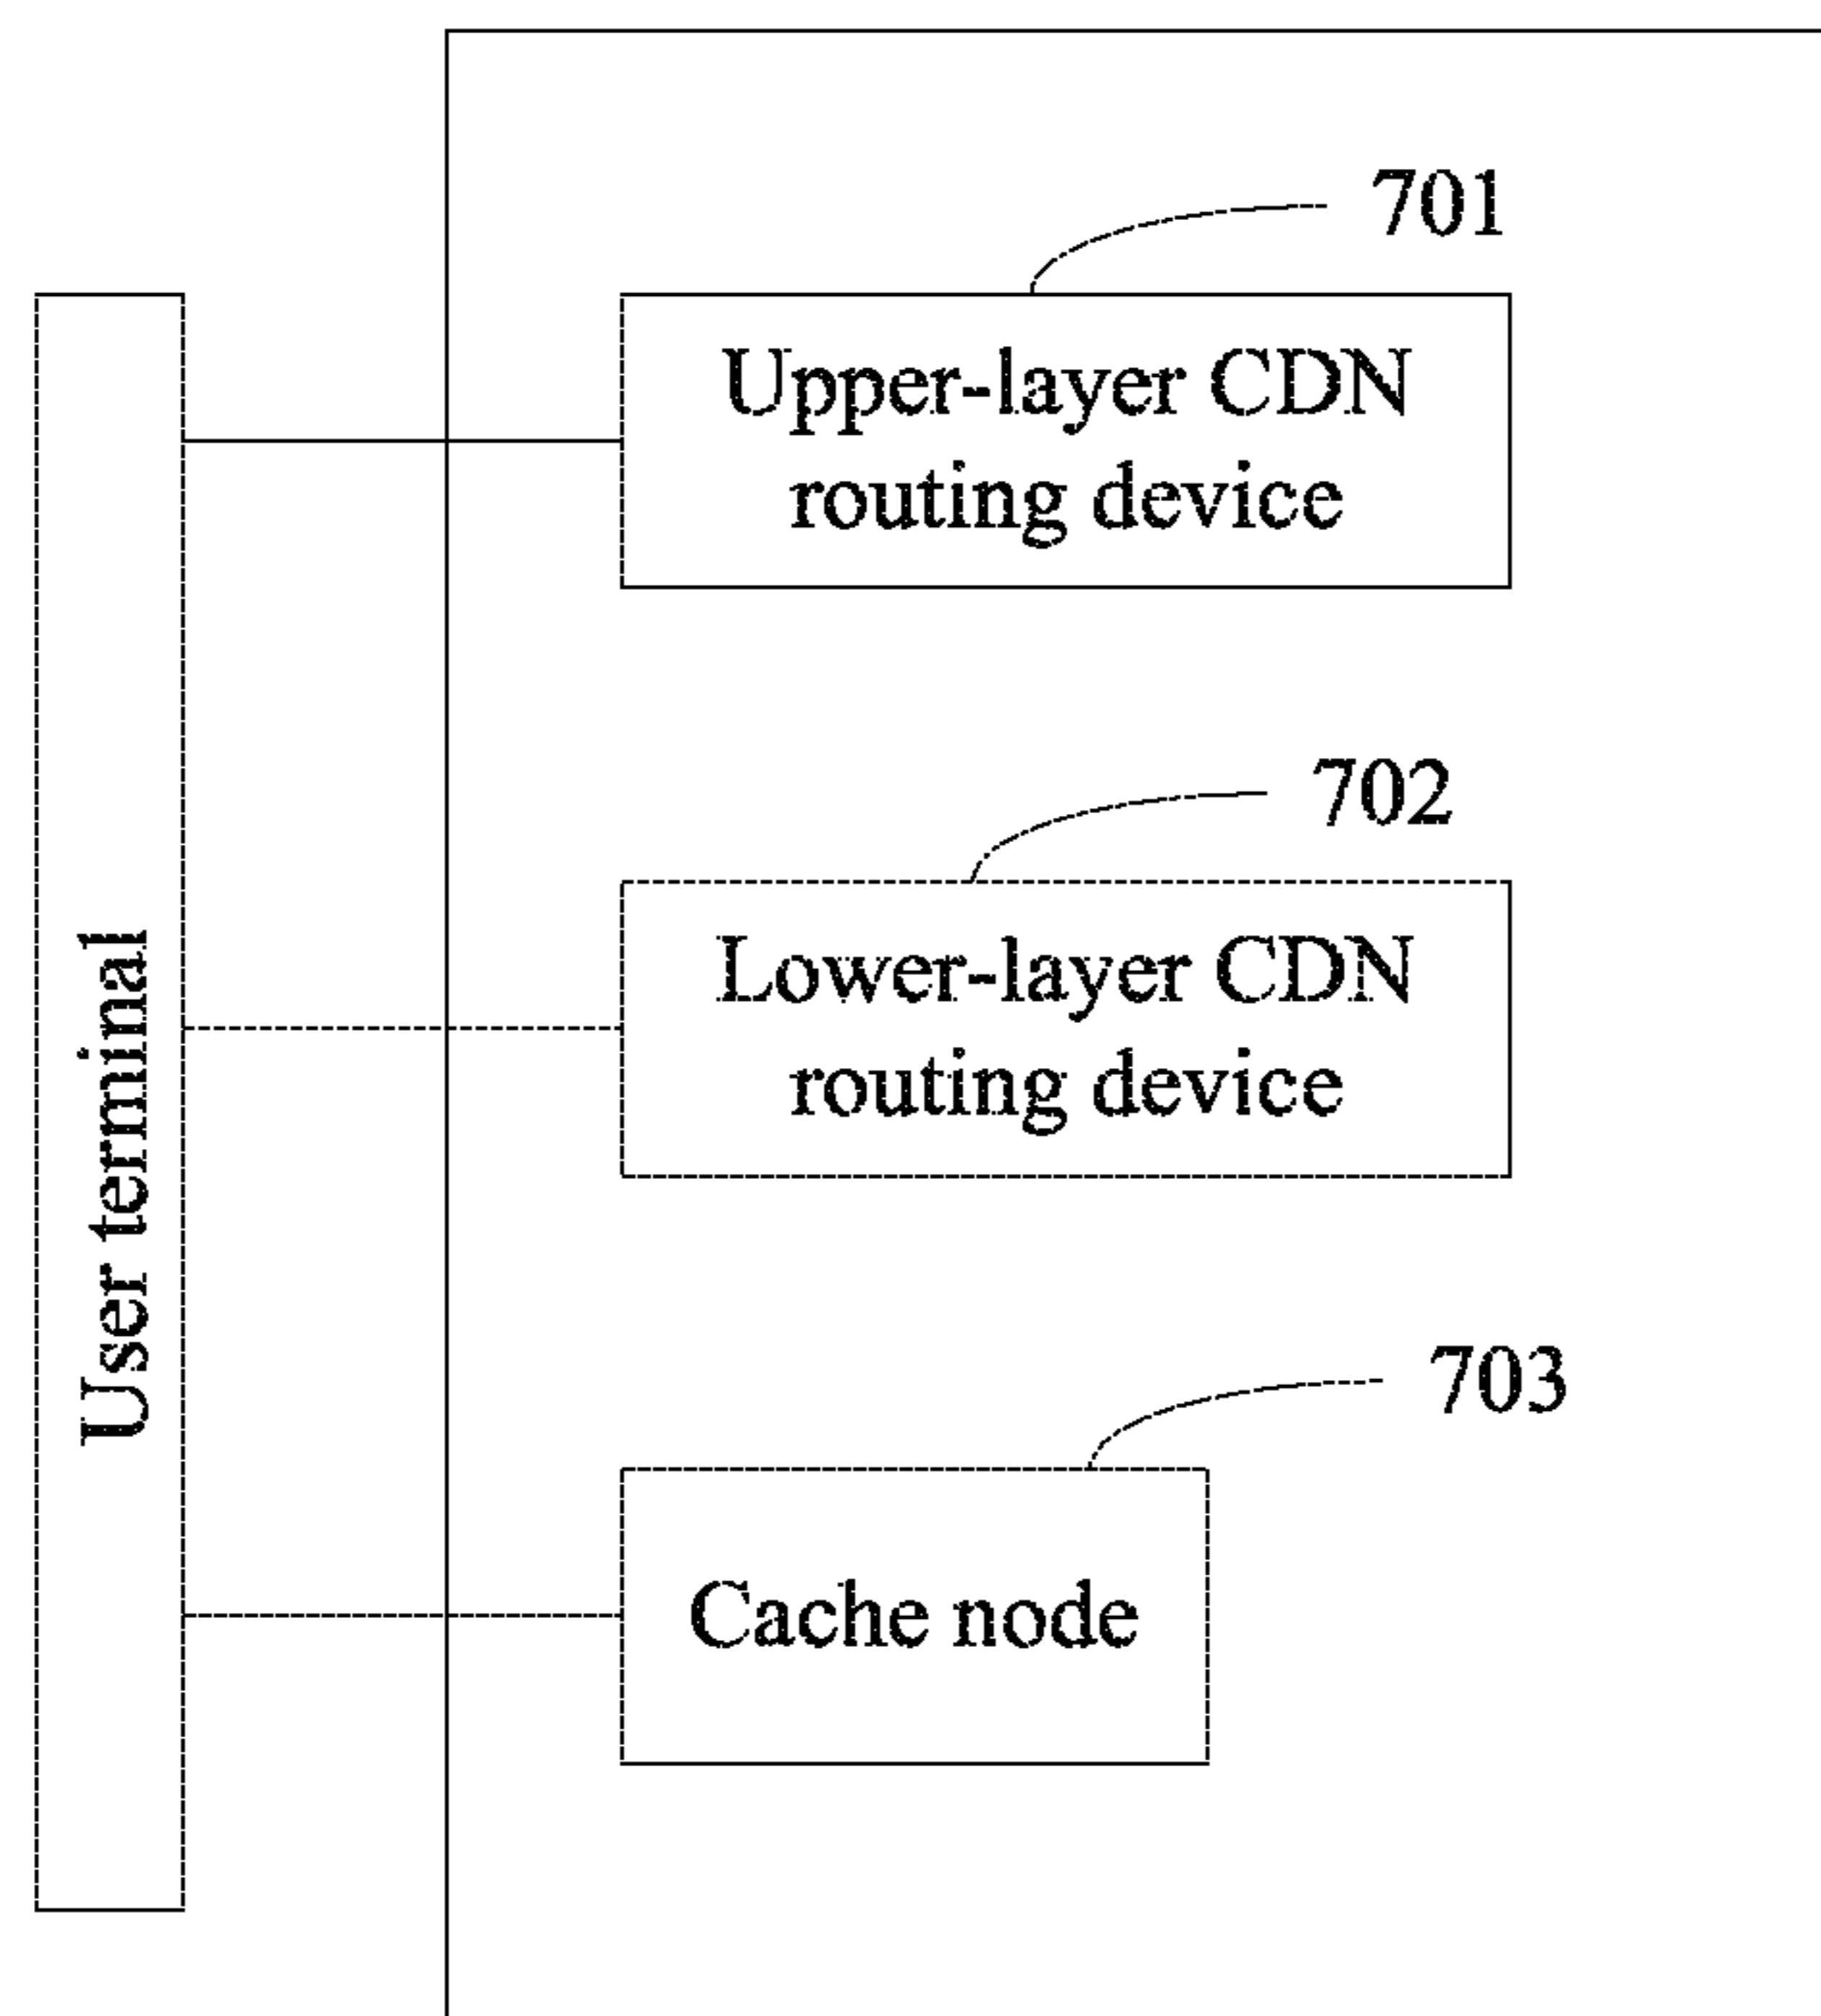 701
Upper-layer CDN
routing device
702
Lower-layer CDN
routing device
User terminal
703
Cache node